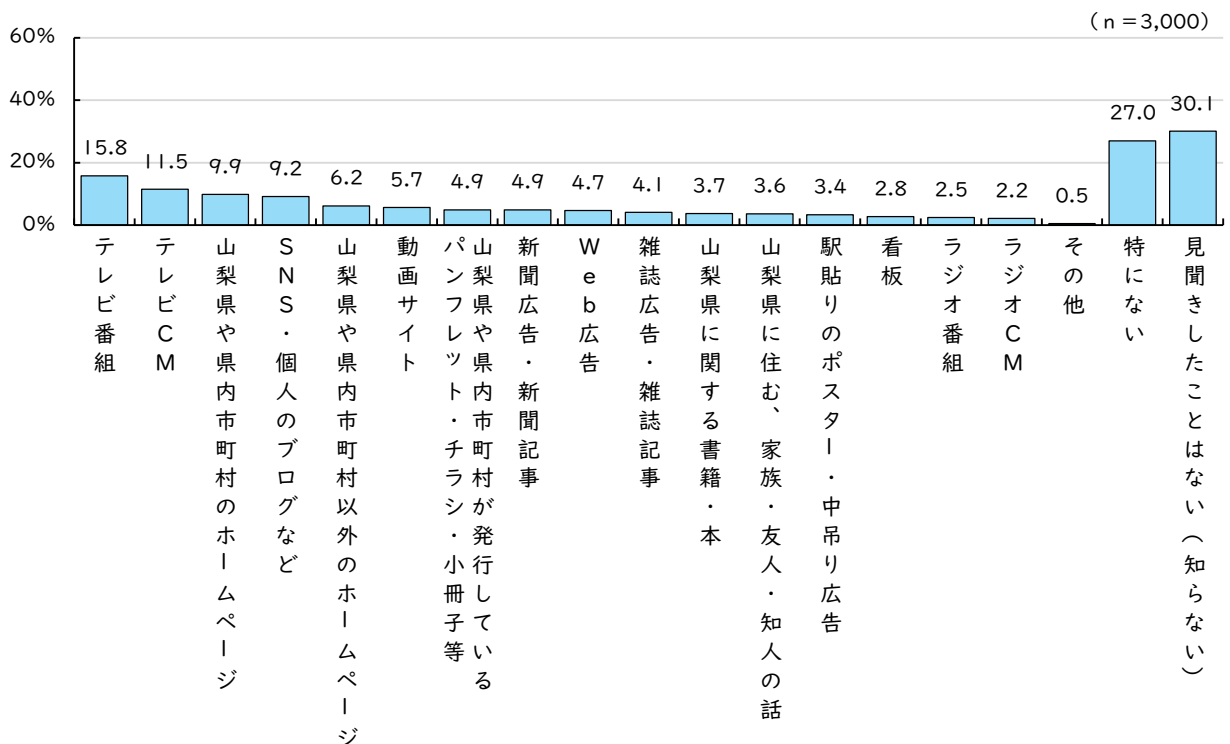 (n=3,000)
60%
40%
20%
0%
15.8
11.5
9.9
9.2
6.2
5.7
4.9
4.9
4.7
4.1
3.7
3.6
3.4
2.8
2.5
2.2
0.5
27.0
30.1
テレビ番組
テレビCM
山梨県や県内市町村のホームページ
SNS・個人のブログなど
山梨県や県内市町村以外のホームページ
動画サイト
山梨県や県内市町村が発行している
パンフレット・チラシ・小冊子等
新聞広告・新聞記事
Web広告
雑誌広告・雑誌記事
山梨県に関する書籍・本
山梨県に住む、家族・友人・知人の話
駅貼りのポスター・中吊り広告
看板
ラジオ番組
ラジオCM
その他
特にない
見聞きしたことはない(知らない)